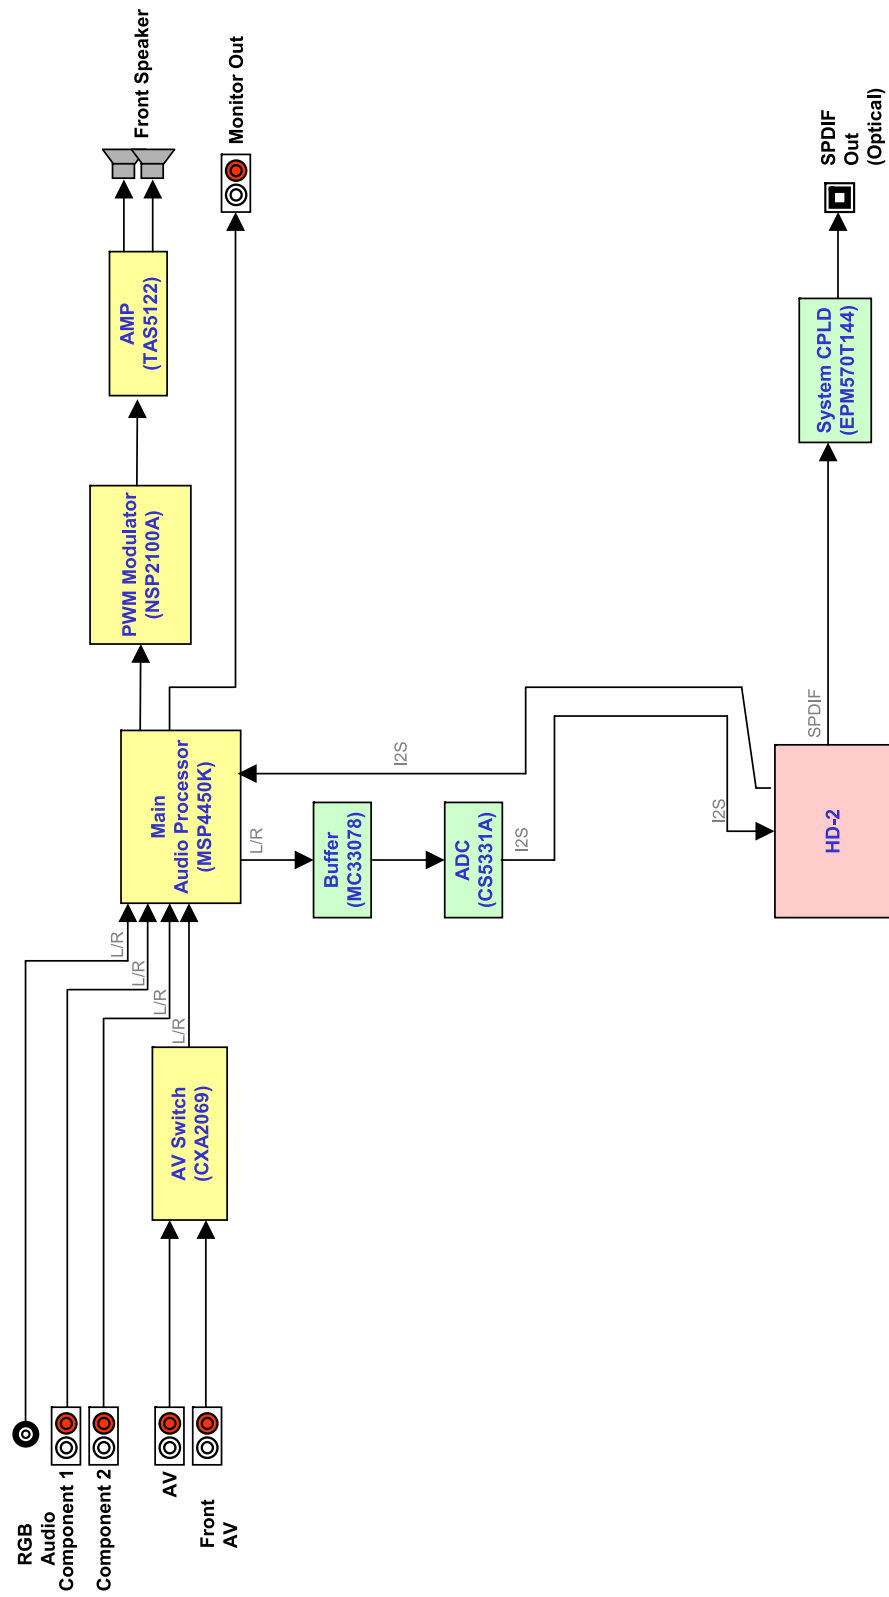 RGB
Audio
Component 1
Component 2
AV
Front
AV
AV Switch
(CXA2069)
L/R
L/R
L/R
L/R
Main
Audio Processor
(MSP4450K)
PWM Modulator
(NSP2100A)
AMP
(TAS5122)
Front Speaker
Monitor Out
L/R
Buffer
(MC33078)
ADC
(CS5331A)
I2S
I2S
I2S
HD-2
SPDIF
System CPLD
(EPM570T144)
SPDIF
Out
(Optical)